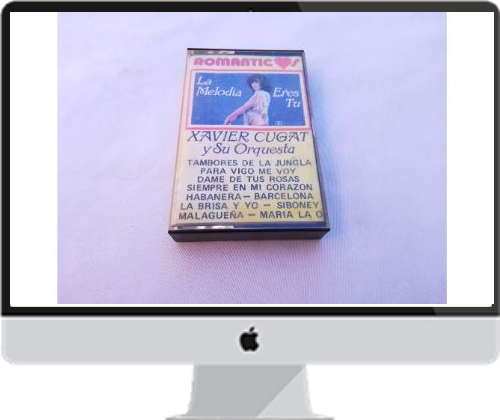 ROMANTIC S
La
Melodia
Eres
Tu
XAVIER CUGAT
y Su Orquesta
TAMBORES DE LA JUNGLA
PARA VIGO ME VOY
DAME DE TUS ROSAS
SIEMPRE EN MI CORAZON
HABANERA — BARCELONA
LA BRISA Y YO — SIBONEY
MALAGUEÑA — MARIA LA O